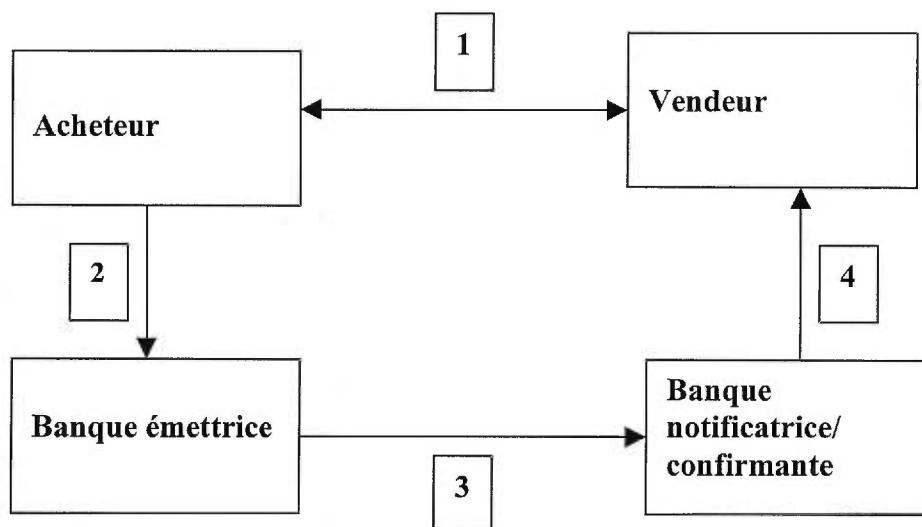 1
Acheteur
Vendeur
2
4
Banque émettrice
Banque
notificatrice/
confirmante
3